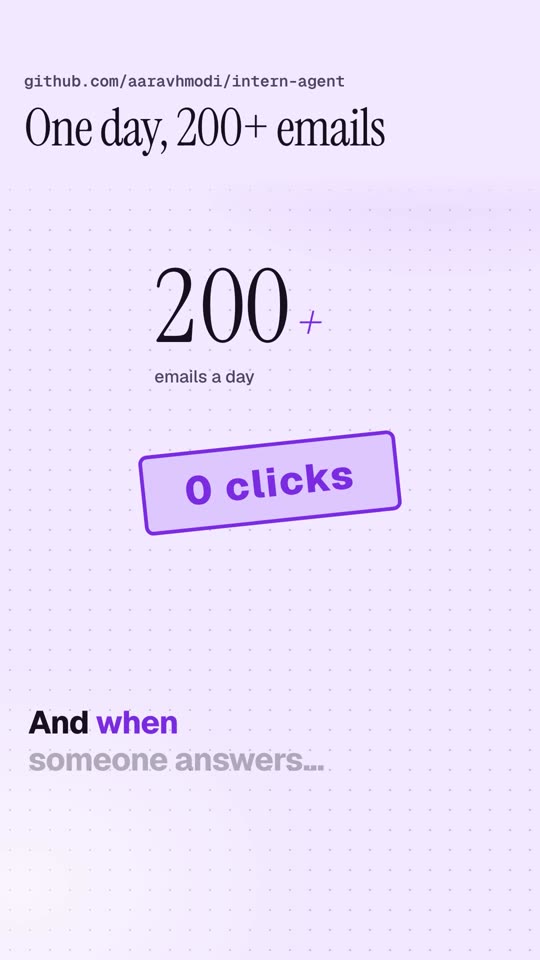 github.com/aaravhmodi/intern-agent
One day, 200+ emails
200+
emails a day
0 clicks
And when
someone answers...